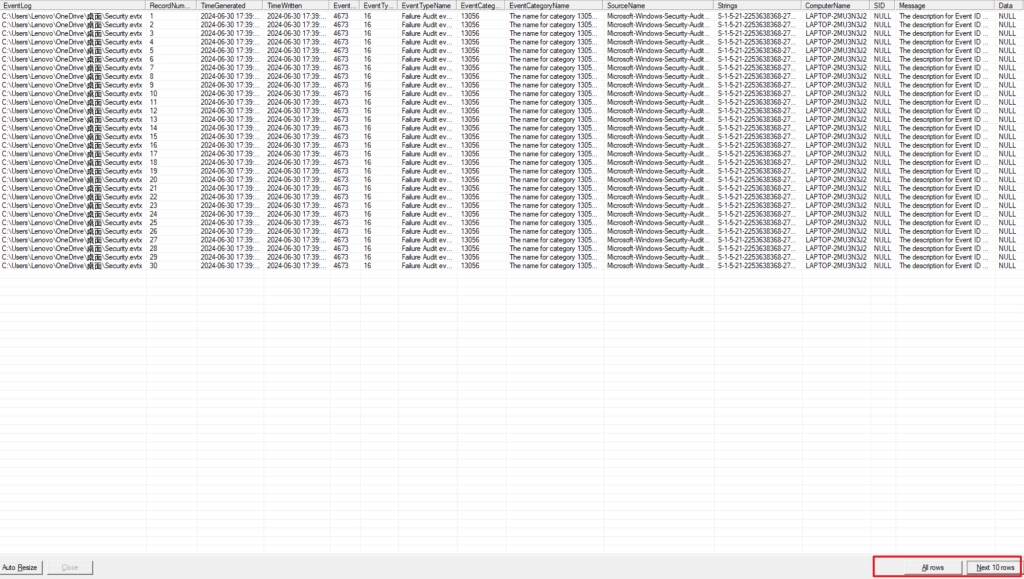 EventLog RecordNum... TimeGenerated TimeWritten Event... EventTy... EventTypeName EventCateg... EventCategoryName SourceName Strings ComputerName SID Message Data
C:\Users\Lenovo\OneDrive\桌面\Security.evtx 1 2024-06-30 17:39:... 2024-06-30 17:39:... 4673 16 Failure Audit ev... 13056 The name for category 1305... Microsoft-Windows-Security-Audit... S-1-5-21-2253638368-27... LAPTOP-2MU3N3J2 NULL The description for Event ID ... NULL
C:\Users\Lenovo\OneDrive\桌面\Security.evtx 2 2024-06-30 17:39:... 2024-06-30 17:39:... 4673 16 Failure Audit ev... 13056 The name for category 1305... Microsoft-Windows-Security-Audit... S-1-5-21-2253638368-27... LAPTOP-2MU3N3J2 NULL The description for Event ID ... NULL
C:\Users\Lenovo\OneDrive\桌面\Security.evtx 3 2024-06-30 17:39:... 2024-06-30 17:39:... 4673 16 Failure Audit ev... 13056 The name for category 1305... Microsoft-Windows-Security-Audit... S-1-5-21-2253638368-27... LAPTOP-2MU3N3J2 NULL The description for Event ID ... NULL
C:\Users\Lenovo\OneDrive\桌面\Security.evtx 4 2024-06-30 17:39:... 2024-06-30 17:39:... 4673 16 Failure Audit ev... 13056 The name for category 1305... Microsoft-Windows-Security-Audit... S-1-5-21-2253638368-27... LAPTOP-2MU3N3J2 NULL The description for Event ID ... NULL
C:\Users\Lenovo\OneDrive\桌面\Security.evtx 5 2024-06-30 17:39:... 2024-06-30 17:39:... 4673 16 Failure Audit ev... 13056 The name for category 1305... Microsoft-Windows-Security-Audit... S-1-5-21-2253638368-27... LAPTOP-2MU3N3J2 NULL The description for Event ID ... NULL
C:\Users\Lenovo\OneDrive\桌面\Security.evtx 6 2024-06-30 17:39:... 2024-06-30 17:39:... 4673 16 Failure Audit ev... 13056 The name for category 1305... Microsoft-Windows-Security-Audit... S-1-5-21-2253638368-27... LAPTOP-2MU3N3J2 NULL The description for Event ID ... NULL
C:\Users\Lenovo\OneDrive\桌面\Security.evtx 7 2024-06-30 17:39:... 2024-06-30 17:39:... 4673 16 Failure Audit ev... 13056 The name for category 1305... Microsoft-Windows-Security-Audit... S-1-5-21-2253638368-27... LAPTOP-2MU3N3J2 NULL The description for Event ID ... NULL
C:\Users\Lenovo\OneDrive\桌面\Security.evtx 8 2024-06-30 17:39:... 2024-06-30 17:39:... 4673 16 Failure Audit ev... 13056 The name for category 1305... Microsoft-Windows-Security-Audit... S-1-5-21-2253638368-27... LAPTOP-2MU3N3J2 NULL The description for Event ID ... NULL
C:\Users\Lenovo\OneDrive\桌面\Security.evtx 9 2024-06-30 17:39:... 2024-06-30 17:39:... 4673 16 Failure Audit ev... 13056 The name for category 1305... Microsoft-Windows-Security-Audit... S-1-5-21-2253638368-27... LAPTOP-2MU3N3J2 NULL The description for Event ID ... NULL
C:\Users\Lenovo\OneDrive\桌面\Security.evtx 10 2024-06-30 17:39:... 2024-06-30 17:39:... 4673 16 Failure Audit ev... 13056 The name for category 1305... Microsoft-Windows-Security-Audit... S-1-5-21-2253638368-27... LAPTOP-2MU3N3J2 NULL The description for Event ID ... NULL
C:\Users\Lenovo\OneDrive\桌面\Security.evtx 11 2024-06-30 17:39:... 2024-06-30 17:39:... 4673 16 Failure Audit ev... 13056 The name for category 1305... Microsoft-Windows-Security-Audit... S-1-5-21-2253638368-27... LAPTOP-2MU3N3J2 NULL The description for Event ID ... NULL
C:\Users\Lenovo\OneDrive\桌面\Security.evtx 12 2024-06-30 17:39:... 2024-06-30 17:39:... 4673 16 Failure Audit ev... 13056 The name for category 1305... Microsoft-Windows-Security-Audit... S-1-5-21-2253638368-27... LAPTOP-2MU3N3J2 NULL The description for Event ID ... NULL
C:\Users\Lenovo\OneDrive\桌面\Security.evtx 13 2024-06-30 17:39:... 2024-06-30 17:39:... 4673 16 Failure Audit ev... 13056 The name for category 1305... Microsoft-Windows-Security-Audit... S-1-5-21-2253638368-27... LAPTOP-2MU3N3J2 NULL The description for Event ID ... NULL
C:\Users\Lenovo\OneDrive\桌面\Security.evtx 14 2024-06-30 17:39:... 2024-06-30 17:39:... 4673 16 Failure Audit ev... 13056 The name for category 1305... Microsoft-Windows-Security-Audit... S-1-5-21-2253638368-27... LAPTOP-2MU3N3J2 NULL The description for Event ID ... NULL
C:\Users\Lenovo\OneDrive\桌面\Security.evtx 15 2024-06-30 17:39:... 2024-06-30 17:39:... 4673 16 Failure Audit ev... 13056 The name for category 1305... Microsoft-Windows-Security-Audit... S-1-5-21-2253638368-27... LAPTOP-2MU3N3J2 NULL The description for Event ID ... NULL
C:\Users\Lenovo\OneDrive\桌面\Security.evtx 16 2024-06-30 17:39:... 2024-06-30 17:39:... 4673 16 Failure Audit ev... 13056 The name for category 1305... Microsoft-Windows-Security-Audit... S-1-5-21-2253638368-27... LAPTOP-2MU3N3J2 NULL The description for Event ID ... NULL
C:\Users\Lenovo\OneDrive\桌面\Security.evtx 17 2024-06-30 17:39:... 2024-06-30 17:39:... 4673 16 Failure Audit ev... 13056 The name for category 1305... Microsoft-Windows-Security-Audit... S-1-5-21-2253638368-27... LAPTOP-2MU3N3J2 NULL The description for Event ID ... NULL
C:\Users\Lenovo\OneDrive\桌面\Security.evtx 18 2024-06-30 17:39:... 2024-06-30 17:39:... 4673 16 Failure Audit ev... 13056 The name for category 1305... Microsoft-Windows-Security-Audit... S-1-5-21-2253638368-27... LAPTOP-2MU3N3J2 NULL The description for Event ID ... NULL
C:\Users\Lenovo\OneDrive\桌面\Security.evtx 19 2024-06-30 17:39:... 2024-06-30 17:39:... 4673 16 Failure Audit ev... 13056 The name for category 1305... Microsoft-Windows-Security-Audit... S-1-5-21-2253638368-27... LAPTOP-2MU3N3J2 NULL The description for Event ID ... NULL
C:\Users\Lenovo\OneDrive\桌面\Security.evtx 20 2024-06-30 17:39:... 2024-06-30 17:39:... 4673 16 Failure Audit ev... 13056 The name for category 1305... Microsoft-Windows-Security-Audit... S-1-5-21-2253638368-27... LAPTOP-2MU3N3J2 NULL The description for Event ID ... NULL
C:\Users\Lenovo\OneDrive\桌面\Security.evtx 21 2024-06-30 17:39:... 2024-06-30 17:39:... 4673 16 Failure Audit ev... 13056 The name for category 1305... Microsoft-Windows-Security-Audit... S-1-5-21-2253638368-27... LAPTOP-2MU3N3J2 NULL The description for Event ID ... NULL
C:\Users\Lenovo\OneDrive\桌面\Security.evtx 22 2024-06-30 17:39:... 2024-06-30 17:39:... 4673 16 Failure Audit ev... 13056 The name for category 1305... Microsoft-Windows-Security-Audit... S-1-5-21-2253638368-27... LAPTOP-2MU3N3J2 NULL The description for Event ID ... NULL
C:\Users\Lenovo\OneDrive\桌面\Security.evtx 23 2024-06-30 17:39:... 2024-06-30 17:39:... 4673 16 Failure Audit ev... 13056 The name for category 1305... Microsoft-Windows-Security-Audit... S-1-5-21-2253638368-27... LAPTOP-2MU3N3J2 NULL The description for Event ID ... NULL
C:\Users\Lenovo\OneDrive\桌面\Security.evtx 24 2024-06-30 17:39:... 2024-06-30 17:39:... 4673 16 Failure Audit ev... 13056 The name for category 1305... Microsoft-Windows-Security-Audit... S-1-5-21-2253638368-27... LAPTOP-2MU3N3J2 NULL The description for Event ID ... NULL
C:\Users\Lenovo\OneDrive\桌面\Security.evtx 25 2024-06-30 17:39:... 2024-06-30 17:39:... 4673 16 Failure Audit ev... 13056 The name for category 1305... Microsoft-Windows-Security-Audit... S-1-5-21-2253638368-27... LAPTOP-2MU3N3J2 NULL The description for Event ID ... NULL
C:\Users\Lenovo\OneDrive\桌面\Security.evtx 26 2024-06-30 17:39:... 2024-06-30 17:39:... 4673 16 Failure Audit ev... 13056 The name for category 1305... Microsoft-Windows-Security-Audit... S-1-5-21-2253638368-27... LAPTOP-2MU3N3J2 NULL The description for Event ID ... NULL
C:\Users\Lenovo\OneDrive\桌面\Security.evtx 27 2024-06-30 17:39:... 2024-06-30 17:39:... 4673 16 Failure Audit ev... 13056 The name for category 1305... Microsoft-Windows-Security-Audit... S-1-5-21-2253638368-27... LAPTOP-2MU3N3J2 NULL The description for Event ID ... NULL
C:\Users\Lenovo\OneDrive\桌面\Security.evtx 28 2024-06-30 17:39:... 2024-06-30 17:39:... 4673 16 Failure Audit ev... 13056 The name for category 1305... Microsoft-Windows-Security-Audit... S-1-5-21-2253638368-27... LAPTOP-2MU3N3J2 NULL The description for Event ID ... NULL
C:\Users\Lenovo\OneDrive\桌面\Security.evtx 29 2024-06-30 17:39:... 2024-06-30 17:39:... 4673 16 Failure Audit ev... 13056 The name for category 1305... Microsoft-Windows-Security-Audit... S-1-5-21-2253638368-27... LAPTOP-2MU3N3J2 NULL The description for Event ID ... NULL
C:\Users\Lenovo\OneDrive\桌面\Security.evtx 30 2024-06-30 17:39:... 2024-06-30 17:39:... 4673 16 Failure Audit ev... 13056 The name for category 1305... Microsoft-Windows-Security-Audit... S-1-5-21-2253638368-27... LAPTOP-2MU3N3J2 NULL The description for Event ID ... NULL
Auto Resize Close All rows Next 10 rows